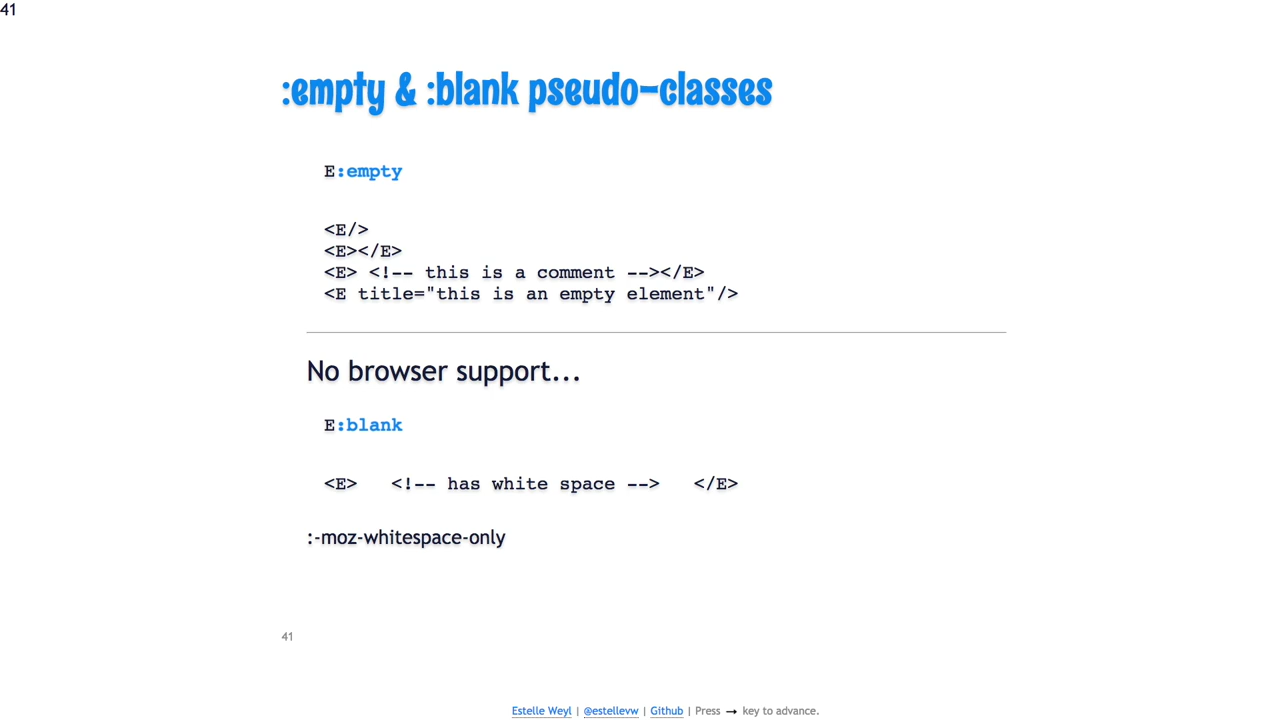 41
:empty & :blank pseudo-classes
E:empty
<E/>
<E></E>
<E> <!-- this is a comment --></E>
<E title="this is an empty element"/>
No browser support...
E:blank
<E>   <!-- has white space -->   </E>
:-moz-whitespace-only
41
Estelle Weyl | @estellevw | Github | Press → key to advance.